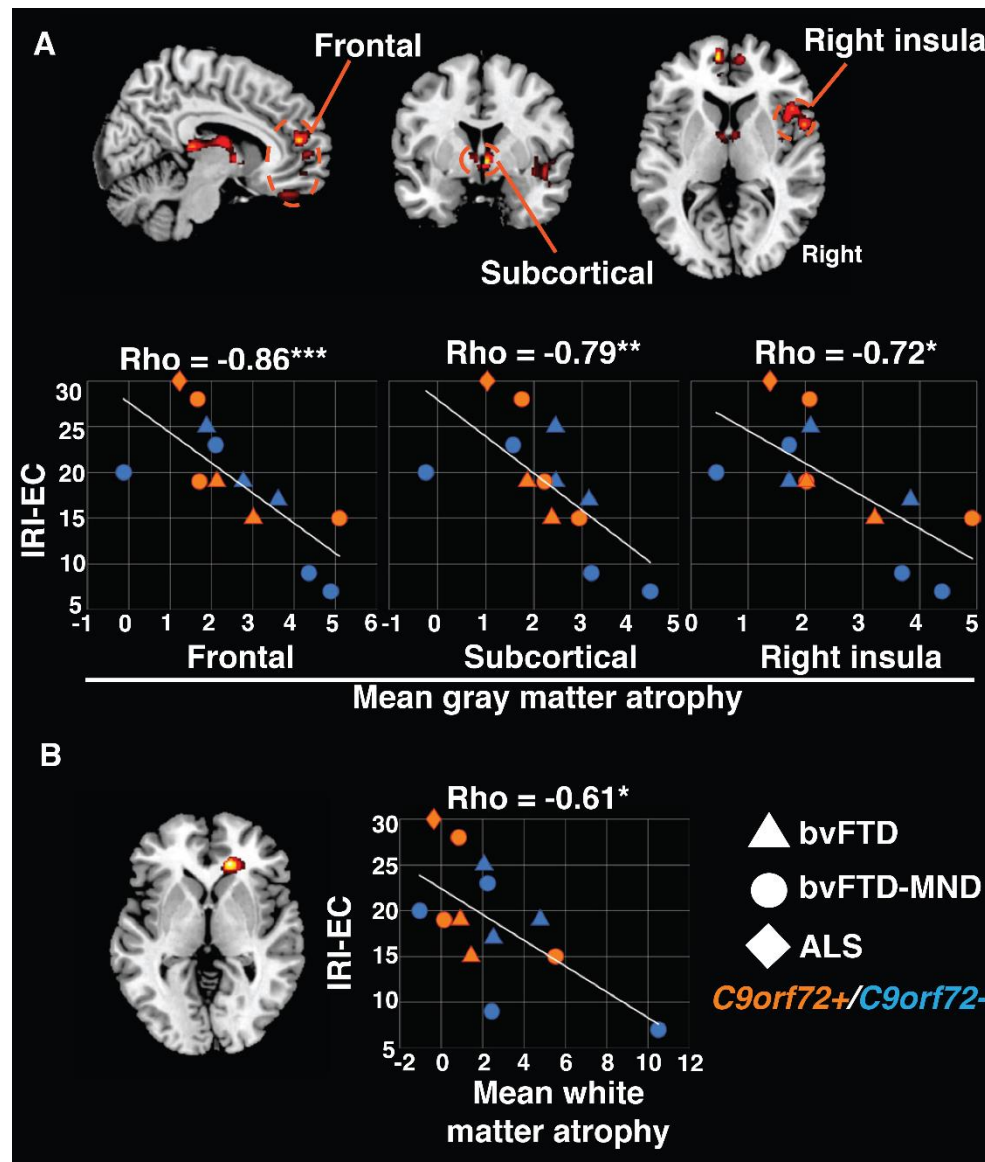 A
Frontal
Right insula
Subcortical
Right
Rho = -0.86***
Rho = -0.79**
Rho = -0.72*
IRI-EC
30
25
20
15
10
5
-1 0 1 2 3 4 5 6
-1 0 1 2 3 4 5
0 1 2 3 4 5
Frontal
Subcortical
Right insula
Mean gray matter atrophy
B
Rho = -0.61*
IRI-EC
30
25
20
15
10
5
-2 0 2 4 6 8 10 12
Mean white
matter atrophy
bvFTD
bvFTD-MND
ALS
C9orf72+/C9orf72-